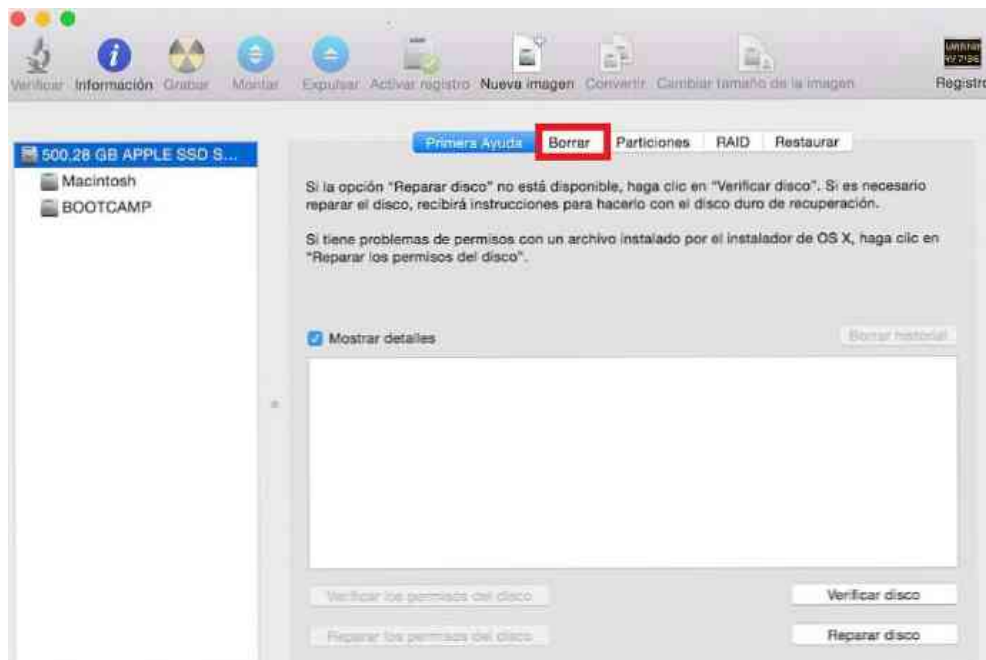 Verificar Información Grabar Montar Expulsar Activar registro Nueva imagen Convertir Cambiar tamaño de la imagen Registro
500,28 GB APPLE SSD S...
Macintosh
BOOTCAMP
Primera Ayuda Borrar Particiones RAID Restaurar
Si la opción "Reparar disco" no está disponible, haga clic en "Verificar disco". Si es necesario
reparar el disco, recibirá instrucciones para hacerlo con el disco duro de recuperación.
Si tiene problemas de permisos con un archivo instalado por el instalador de OS X, haga clic en
"Reparar los permisos del disco".
Mostrar detalles
Borrar historial
Verificar los permisos del disco
Verificar disco
Reparar los permisos del disco
Reparar disco